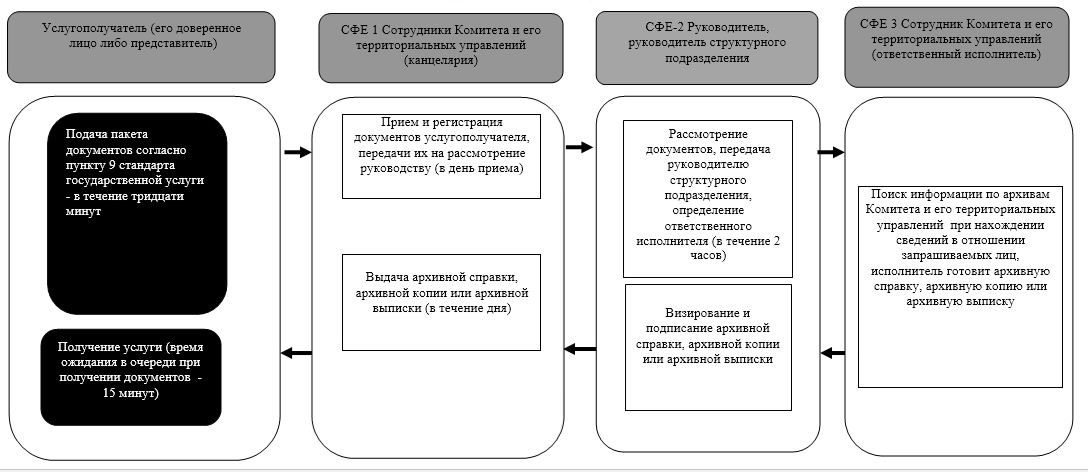 Услугополучатель (его доверенное
лицо либо представитель)
СФЕ 1 Сотрудники Комитета и его
территориальных управлений
(канцелярия)
СФЕ-2 Руководитель,
руководитель структурного
подразделения
СФЕ 3 Сотрудник Комитета и его
территориальных управлений
(ответственный исполнитель)
Подача пакета
документов согласно
пункту 9 стандарта
государственной услуги
- в течение тридцати
минут
Получение услуги (время
ожидания в очереди при
получении документов -
15 минут)
Прием и регистрация
документов услугополучателя,
передачи их на рассмотрение
руководству (в день приема)
Выдача архивной справки,
архивной копии или архивной
выписки (в течение дня)
Рассмотрение
документов, передача
руководителю
структурного
подразделения,
определение
ответственного
исполнителя (в течение 2
часов)
Визирование и
подписание архивной
справки, архивной копии
или архивной выписки
Поиск информации по архивам
Комитета и его территориальных
управлений при нахождении
сведений в отношении
запрашиваемых лиц,
исполнитель готовит архивную
справку, архивную копию или
архивную выписку